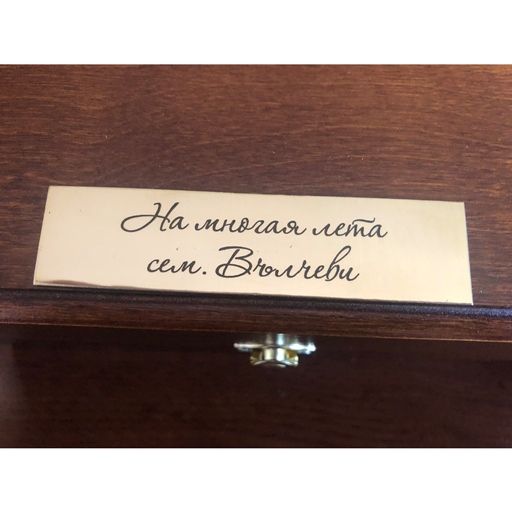 На многая лета
сем. Вълчеви